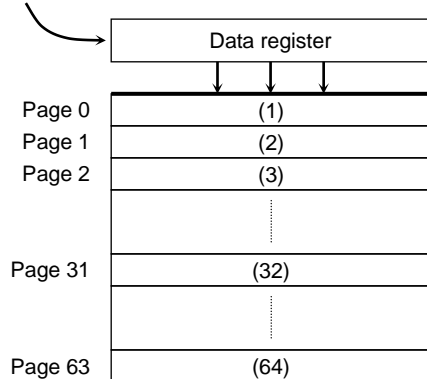 Data register
Page 0 (1)
Page 1 (2)
Page 2 (3)
Page 31 (32)
Page 63 (64)